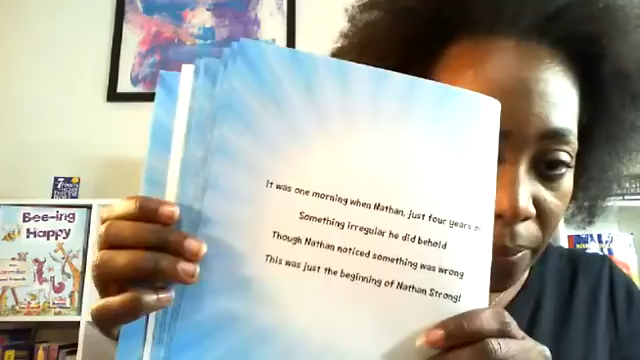 It was one morning when Nathan, just four years
Something irregular he did behold
Though Nathan noticed something was wrong
This was just the beginning of Nathan Strong!
Bee-ing
Happy